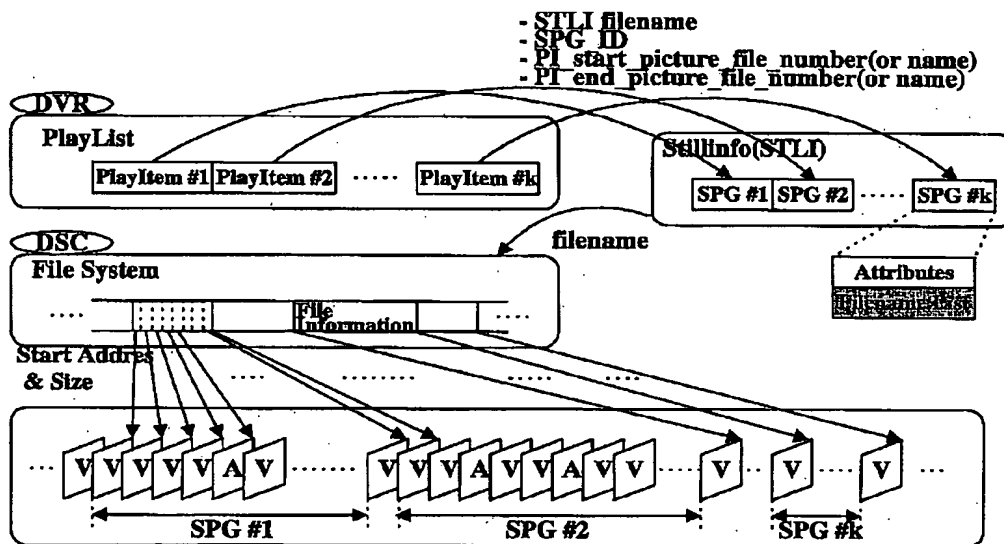 - STLI filename
- SPG_ID
- PI_start_picture_file_number(or name)
- PI_end_picture_file_number(or name)
DVR
PlayList
PlayItem #1 PlayItem #2 ····· PlayItem #k
Stillinfo(STLI)
SPG #1 SPG #2 ····· SPG #k
Attributes
DSC
filename
File System
File
Information
Start Addres
& Size
V V V V V A V V V A V V A V V V V V
SPG #1 SPG #2 SPG #k